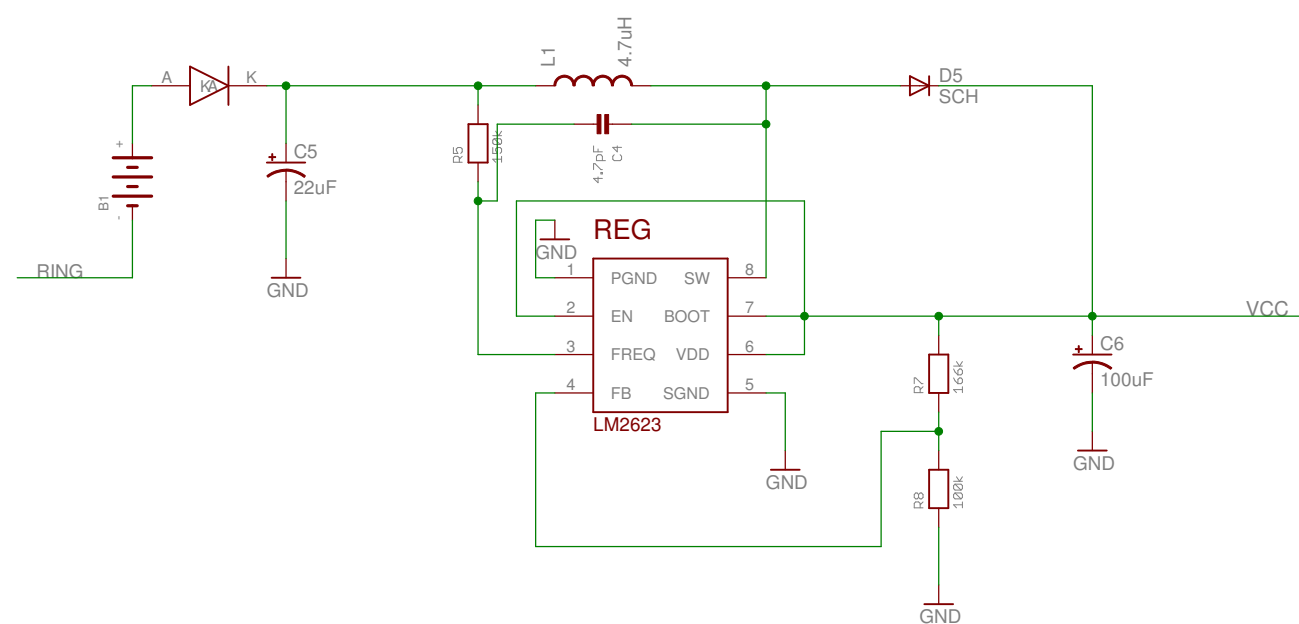 L1
4.7uH
A
KA
K
D5
SCH
+
B1
-
C5
22uF
R5
150k
4.7pF
C4
RING
GND
GND
REG
1
PGND
SW
8
2
EN
BOOT
7
3
FREQ
VDD
6
4
FB
SGND
5
LM2623
GND
VCC
R7
166k
C6
100uF
GND
R8
100k
GND